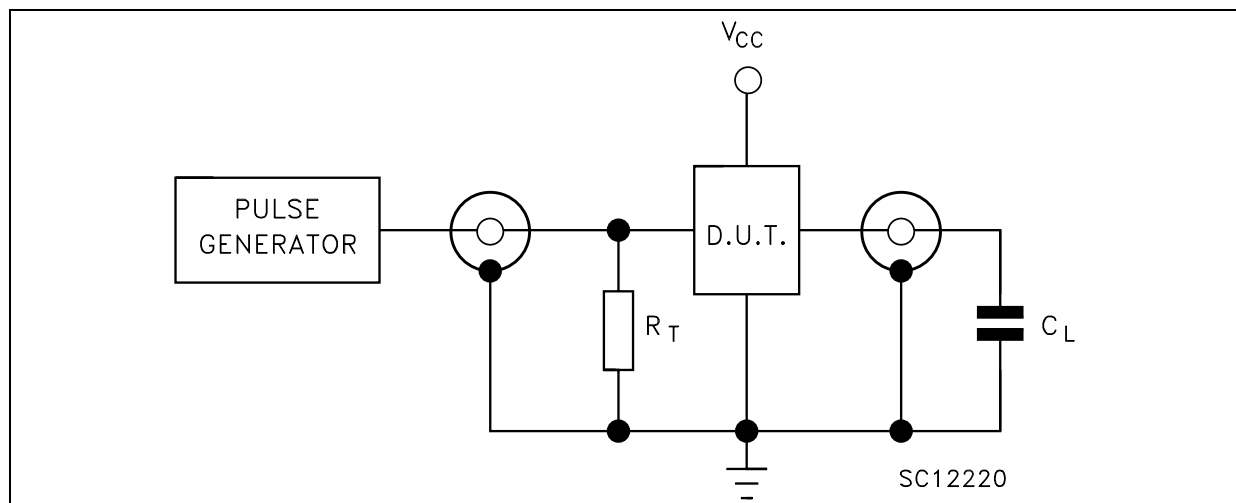 VCC
PULSE
GENERATOR
D.U.T.
RT
CL
SC12220